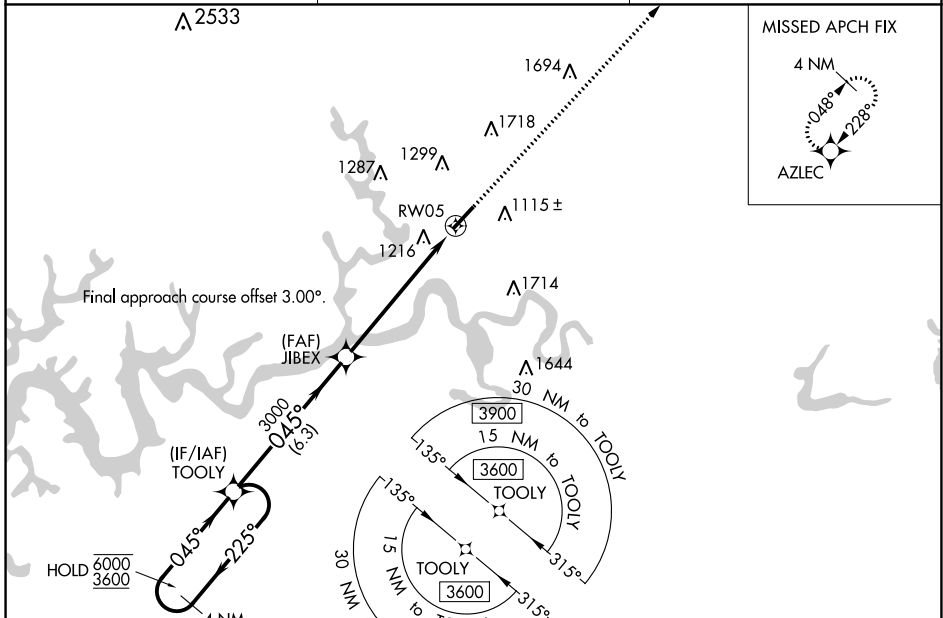 2533
MISSED APCH FIX
4 NM
048°
228°
AZLEC
1694
1718
1299
1287
RW05
1115 ±
1216
Final approach course offset 3.00°.
1714
(FAF)
JIBEX
1644
3000
045°
(6.3)
(IF/IAF)
TOOLY
045°
225°
HOLD 6000
3600
30 NM to TOOLY
3900
15 NM to TOOLY
135°
3600
TOOLY
315°
135°
TOOLY
3600
315°
15 NM to
30 NM
4 NM